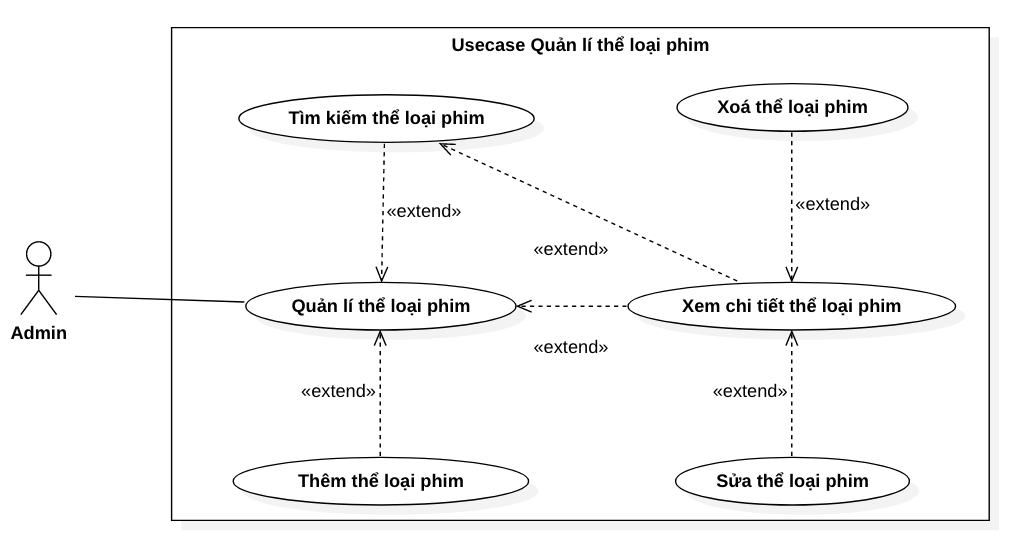 Usecase Quản lí thể loại phim
Tìm kiếm thể loại phim
Xoá thể loại phim
«extend»
«extend»
«extend»
Admin
Quản lí thể loại phim
Xem chi tiết thể loại phim
«extend»
«extend»
«extend»
Thêm thể loại phim
Sửa thể loại phim